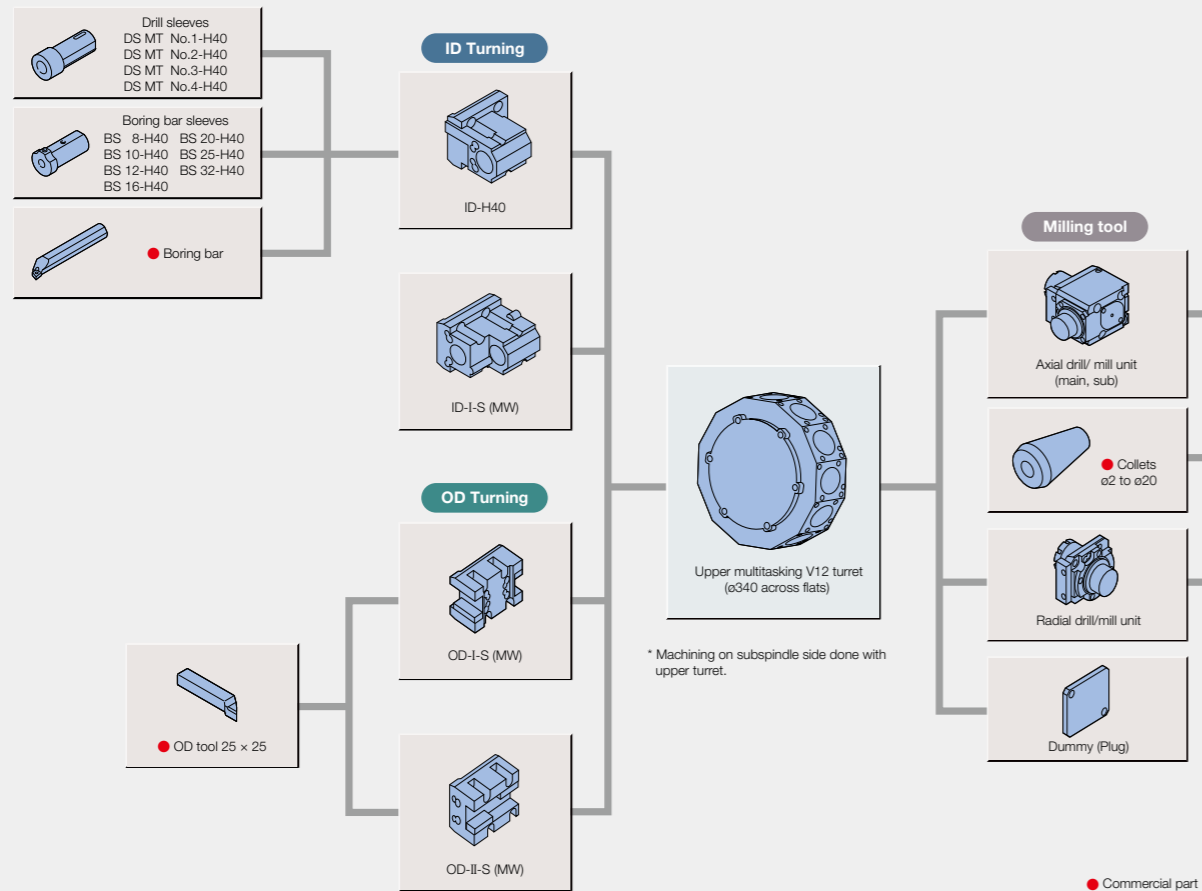 Drill sleeves
DS MT No.1-H40
DS MT No.2-H40
DS MT No.3-H40
DS MT No.4-H40
Boring bar sleeves
BS 8-H40 BS 20-H40
BS 10-H40 BS 25-H40
BS 12-H40 BS 32-H40
BS 16-H40
Boring bar
ID Turning
ID-H40
ID-I-S (MW)
OD Turning
OD-I-S (MW)
OD tool 25 × 25
OD-II-S (MW)
Upper multitasking V12 turret
(ø340 across flats)
* Machining on subspindle side done with
upper turret.
Milling tool
Axial drill/ mill unit
(main, sub)
Collets
ø2 to ø20
Radial drill/mill unit
Dummy (Plug)
Commercial part